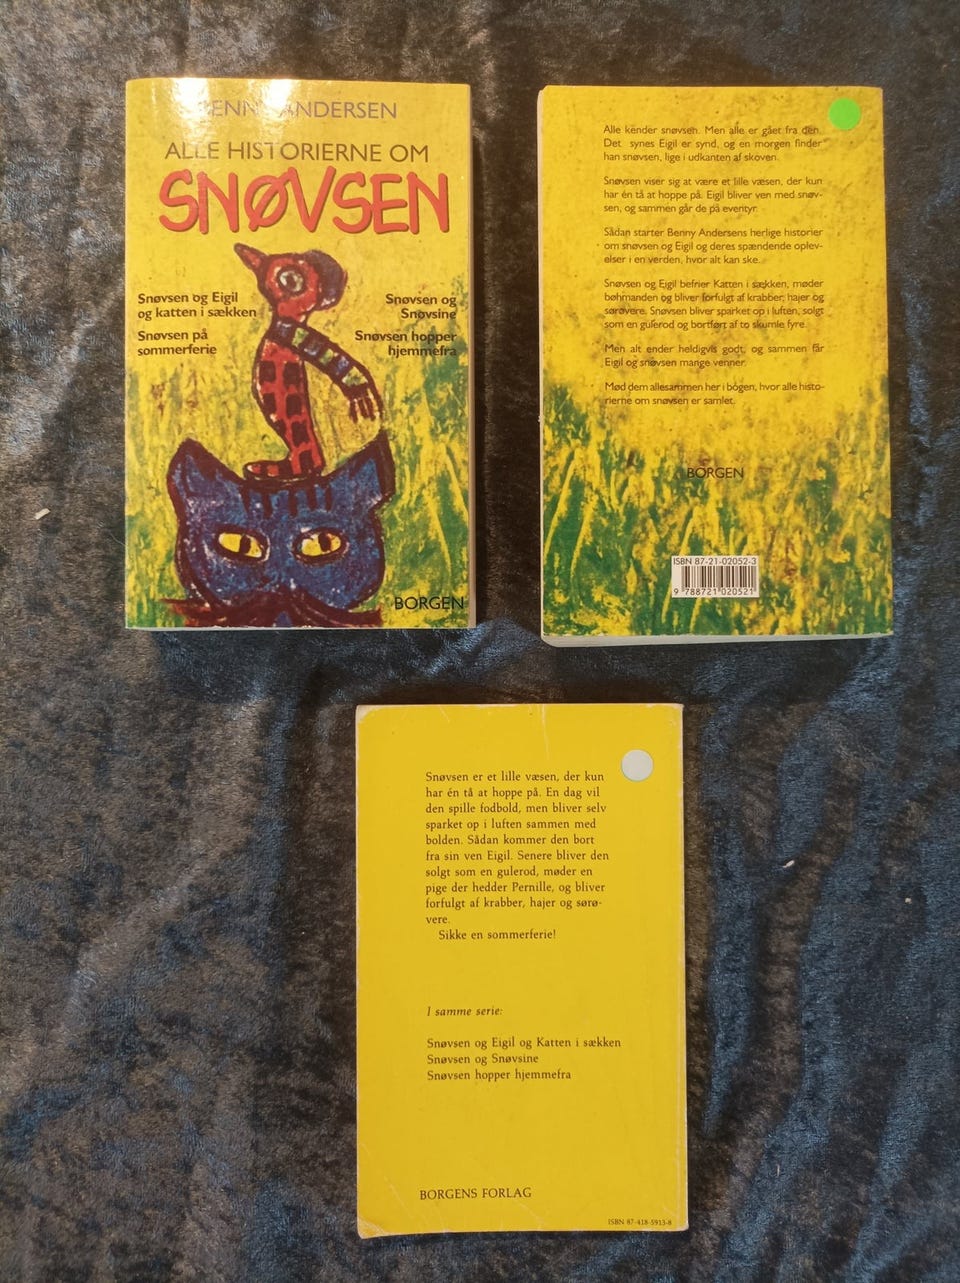 BENNY ANDERSEN
ALLE HISTORIERNE OM
SNØVSEN
Snøvsen og Eigil
og katten i sækken
Snøvsen på
sommerferie
Snøvsen og
Snøvsine
Snøvsen hopper
hjemmefra
BORGEN
Alle kender snøvsen. Men alle er gået fra den.
Det synes Eigil er synd, og en morgen finder
han snøvsen, lige i udkanten af skoven.
Snøvsen viser sig at være et lille væsen, der kun
har én tå at hoppe på. Eigil bliver ven med snøv-
sen, og sammen går de på eventyr.
Sådan starter Benny Andersens herlige historier
om snøvsen og Eigil og deres spændende oplev-
elser i en verden, hvor alt kan ske.
Snøvsen og Eigil befrier Katten i sækken, møder
bøhmanden og bliver forfulgt af krabber, hajer og
sørøvere. Snøvsen bliver sparket op i luften, solgt
som en gulerod og bortført af to skumle fyre.
Men alt ender heldigvis godt, og sammen får
Eigil og snøvsen mange venner.
Mød dem allesammen her i bogen, hvor alle histo-
rierne om snøvsen er samlet.
BORGEN
ISBN 87-21-02052-3
9 788721 020521
Snøvsen er et lille væsen, der kun
har én tå at hoppe på. En dag vil
den spille fodbold, men bliver selv
sparket op i luften sammen med
bolden. Sådan kommer den bort
fra sin ven Eigil. Senere bliver den
solgt som en gulerod, møder en
pige der hedder Pernille, og bliver
forfulgt af krabber, hajer og sørø-
vere.
Sikke en sommerferie!
I samme serie:
Snøvsen og Eigil og Katten i sækken
Snøvsen og Snøvsine
Snøvsen hopper hjemmefra
BORGENS FORLAG
ISBN 87-418-5913-8